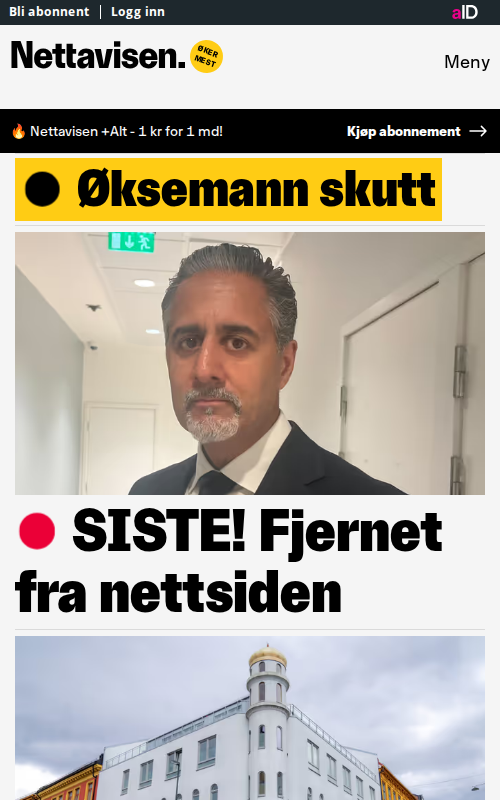 Bli abonnent | Logg inn
aID
Nettavisen.
ØKER
MEST
Meny
🔥 Nettavisen +Alt - 1 kr for 1 md!
Kjøp abonnement →
Øksemann skutt
SISTE! Fjernet
fra nettsiden